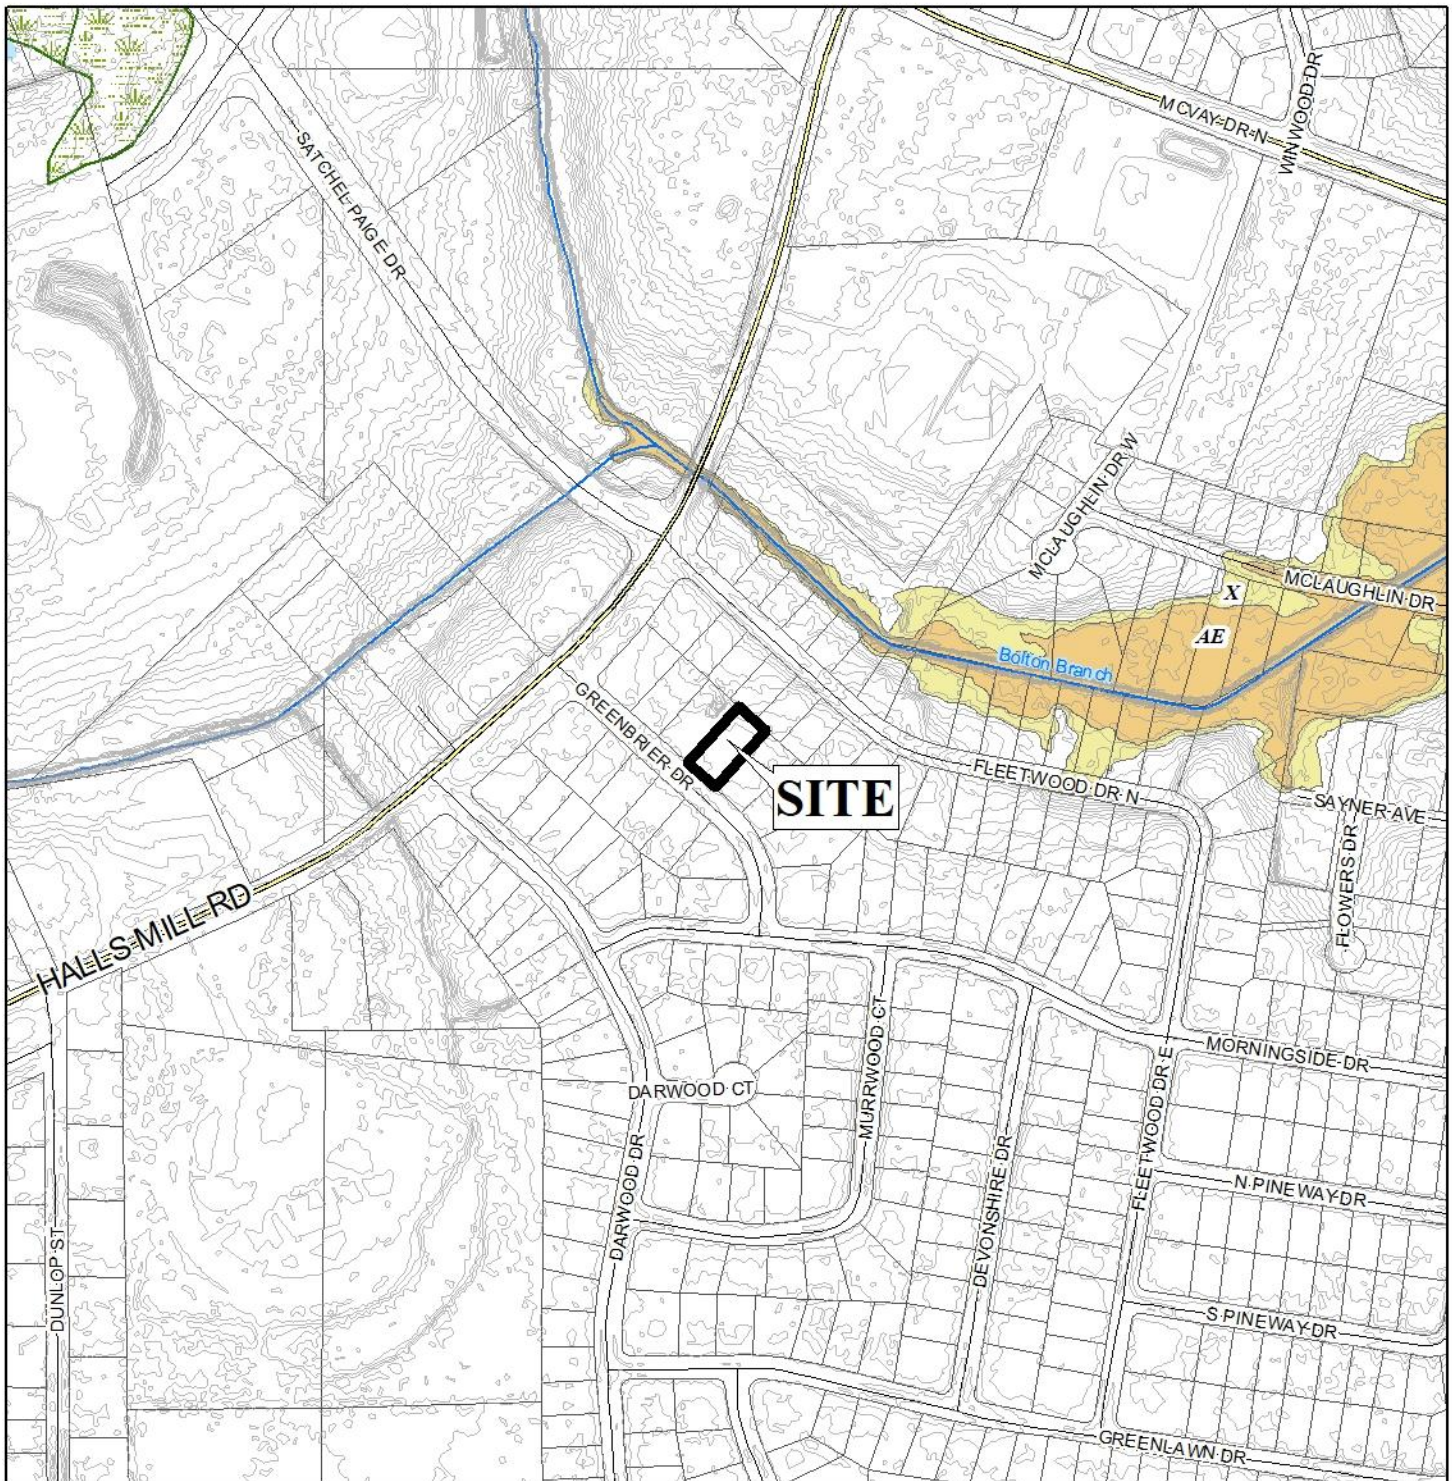 MCVAY DR N
WINWOOD DR
SATCHEL PAIGE DR
MCLAUGHLIN DR W
MCLAUGHLIN DR
X
AE
Bolton Branch
GREENBRIER DR
SITE
FLEETWOOD DR N
SAYNER AVE
FLOWERS DR
HALLS MILL RD
MURRWOOD CT
MORNINGSIDE DR
DARWOOD CT
FLEETWOOD DR E
DARWOOD DR
DEVONSHIRE DR
N PINEWAY DR
DUNLOP ST
S PINEWAY DR
GREENLAWN DR